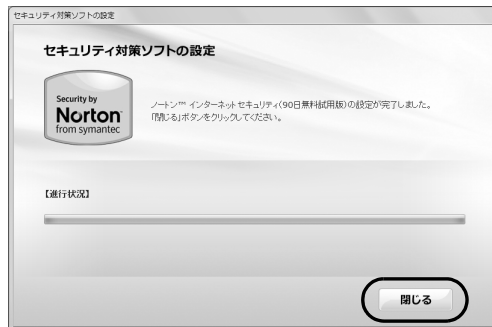 セキュリティ対策ソフトの設定
セキュリティ対策ソフトの設定
Security by
Norton
from symantec
ノートン™ インターネットセキュリティ(90日無料試用版)の設定が完了しました。
「閉じる」ボタンをクリックしてください。
【進行状況】
閉じる